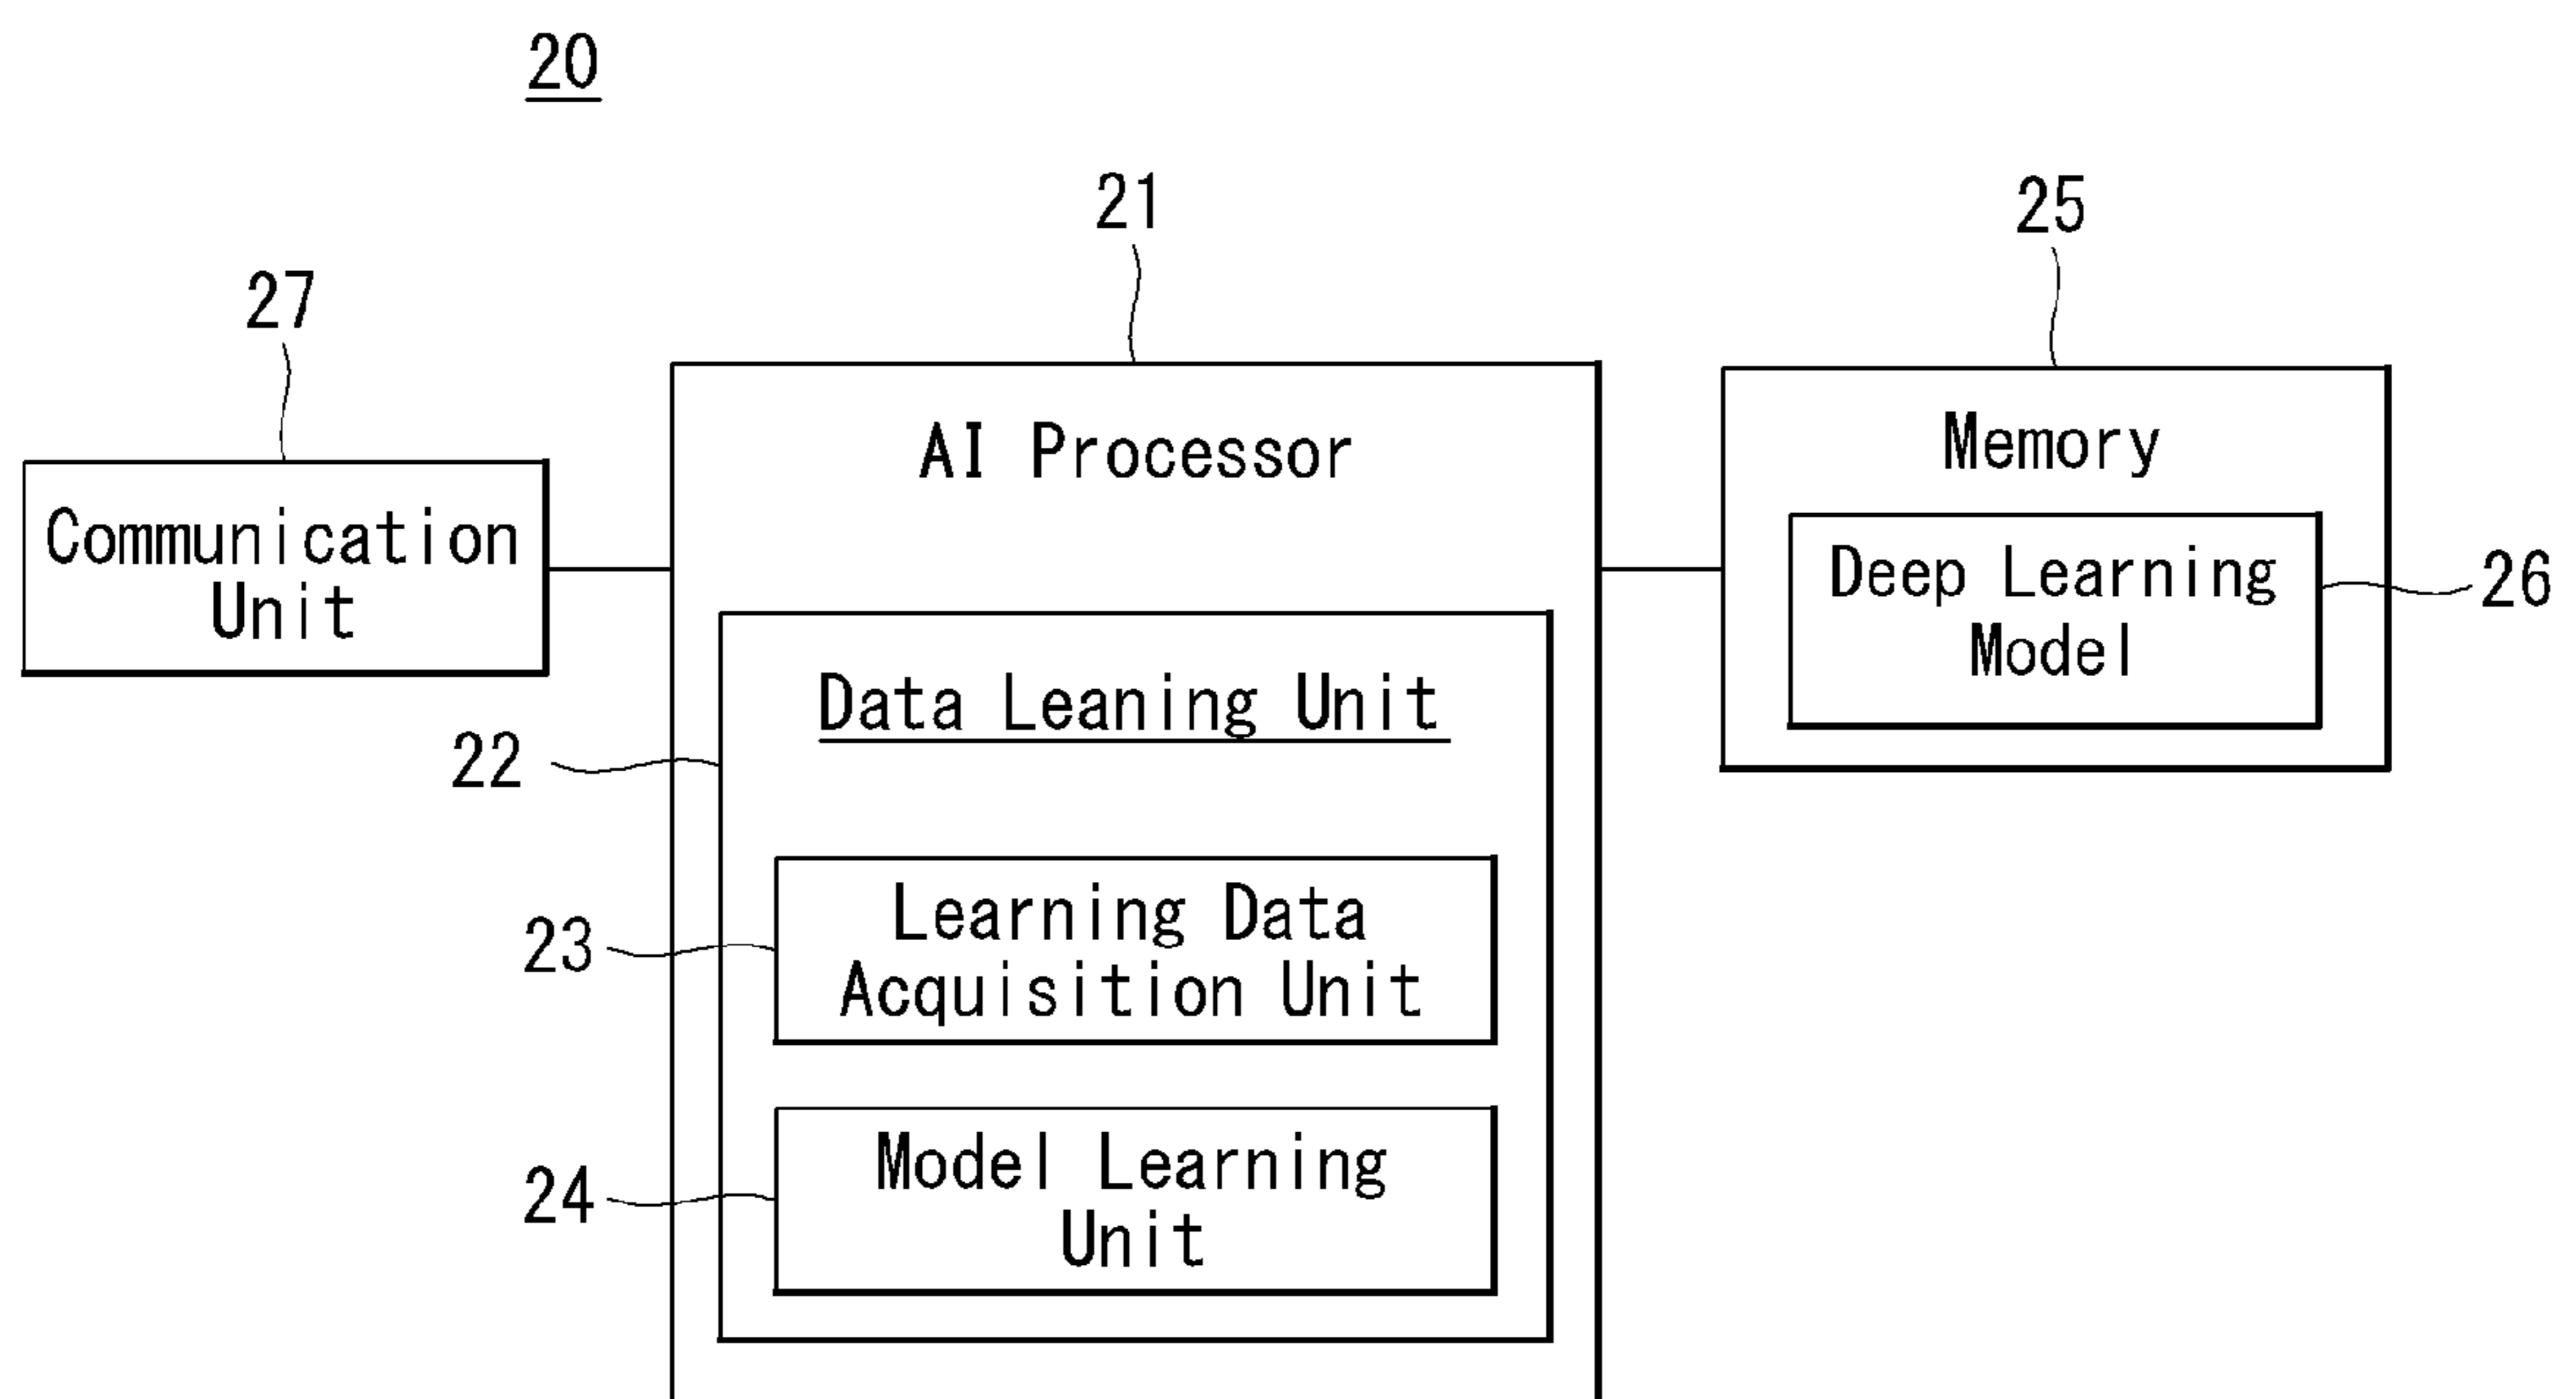 20
21
25
27
AI Processor
Memory
Communication
Unit
Deep Learning
Model
26
Data Leaning Unit
22
Learning Data
Acquisition Unit
23
Model Learning
Unit
24